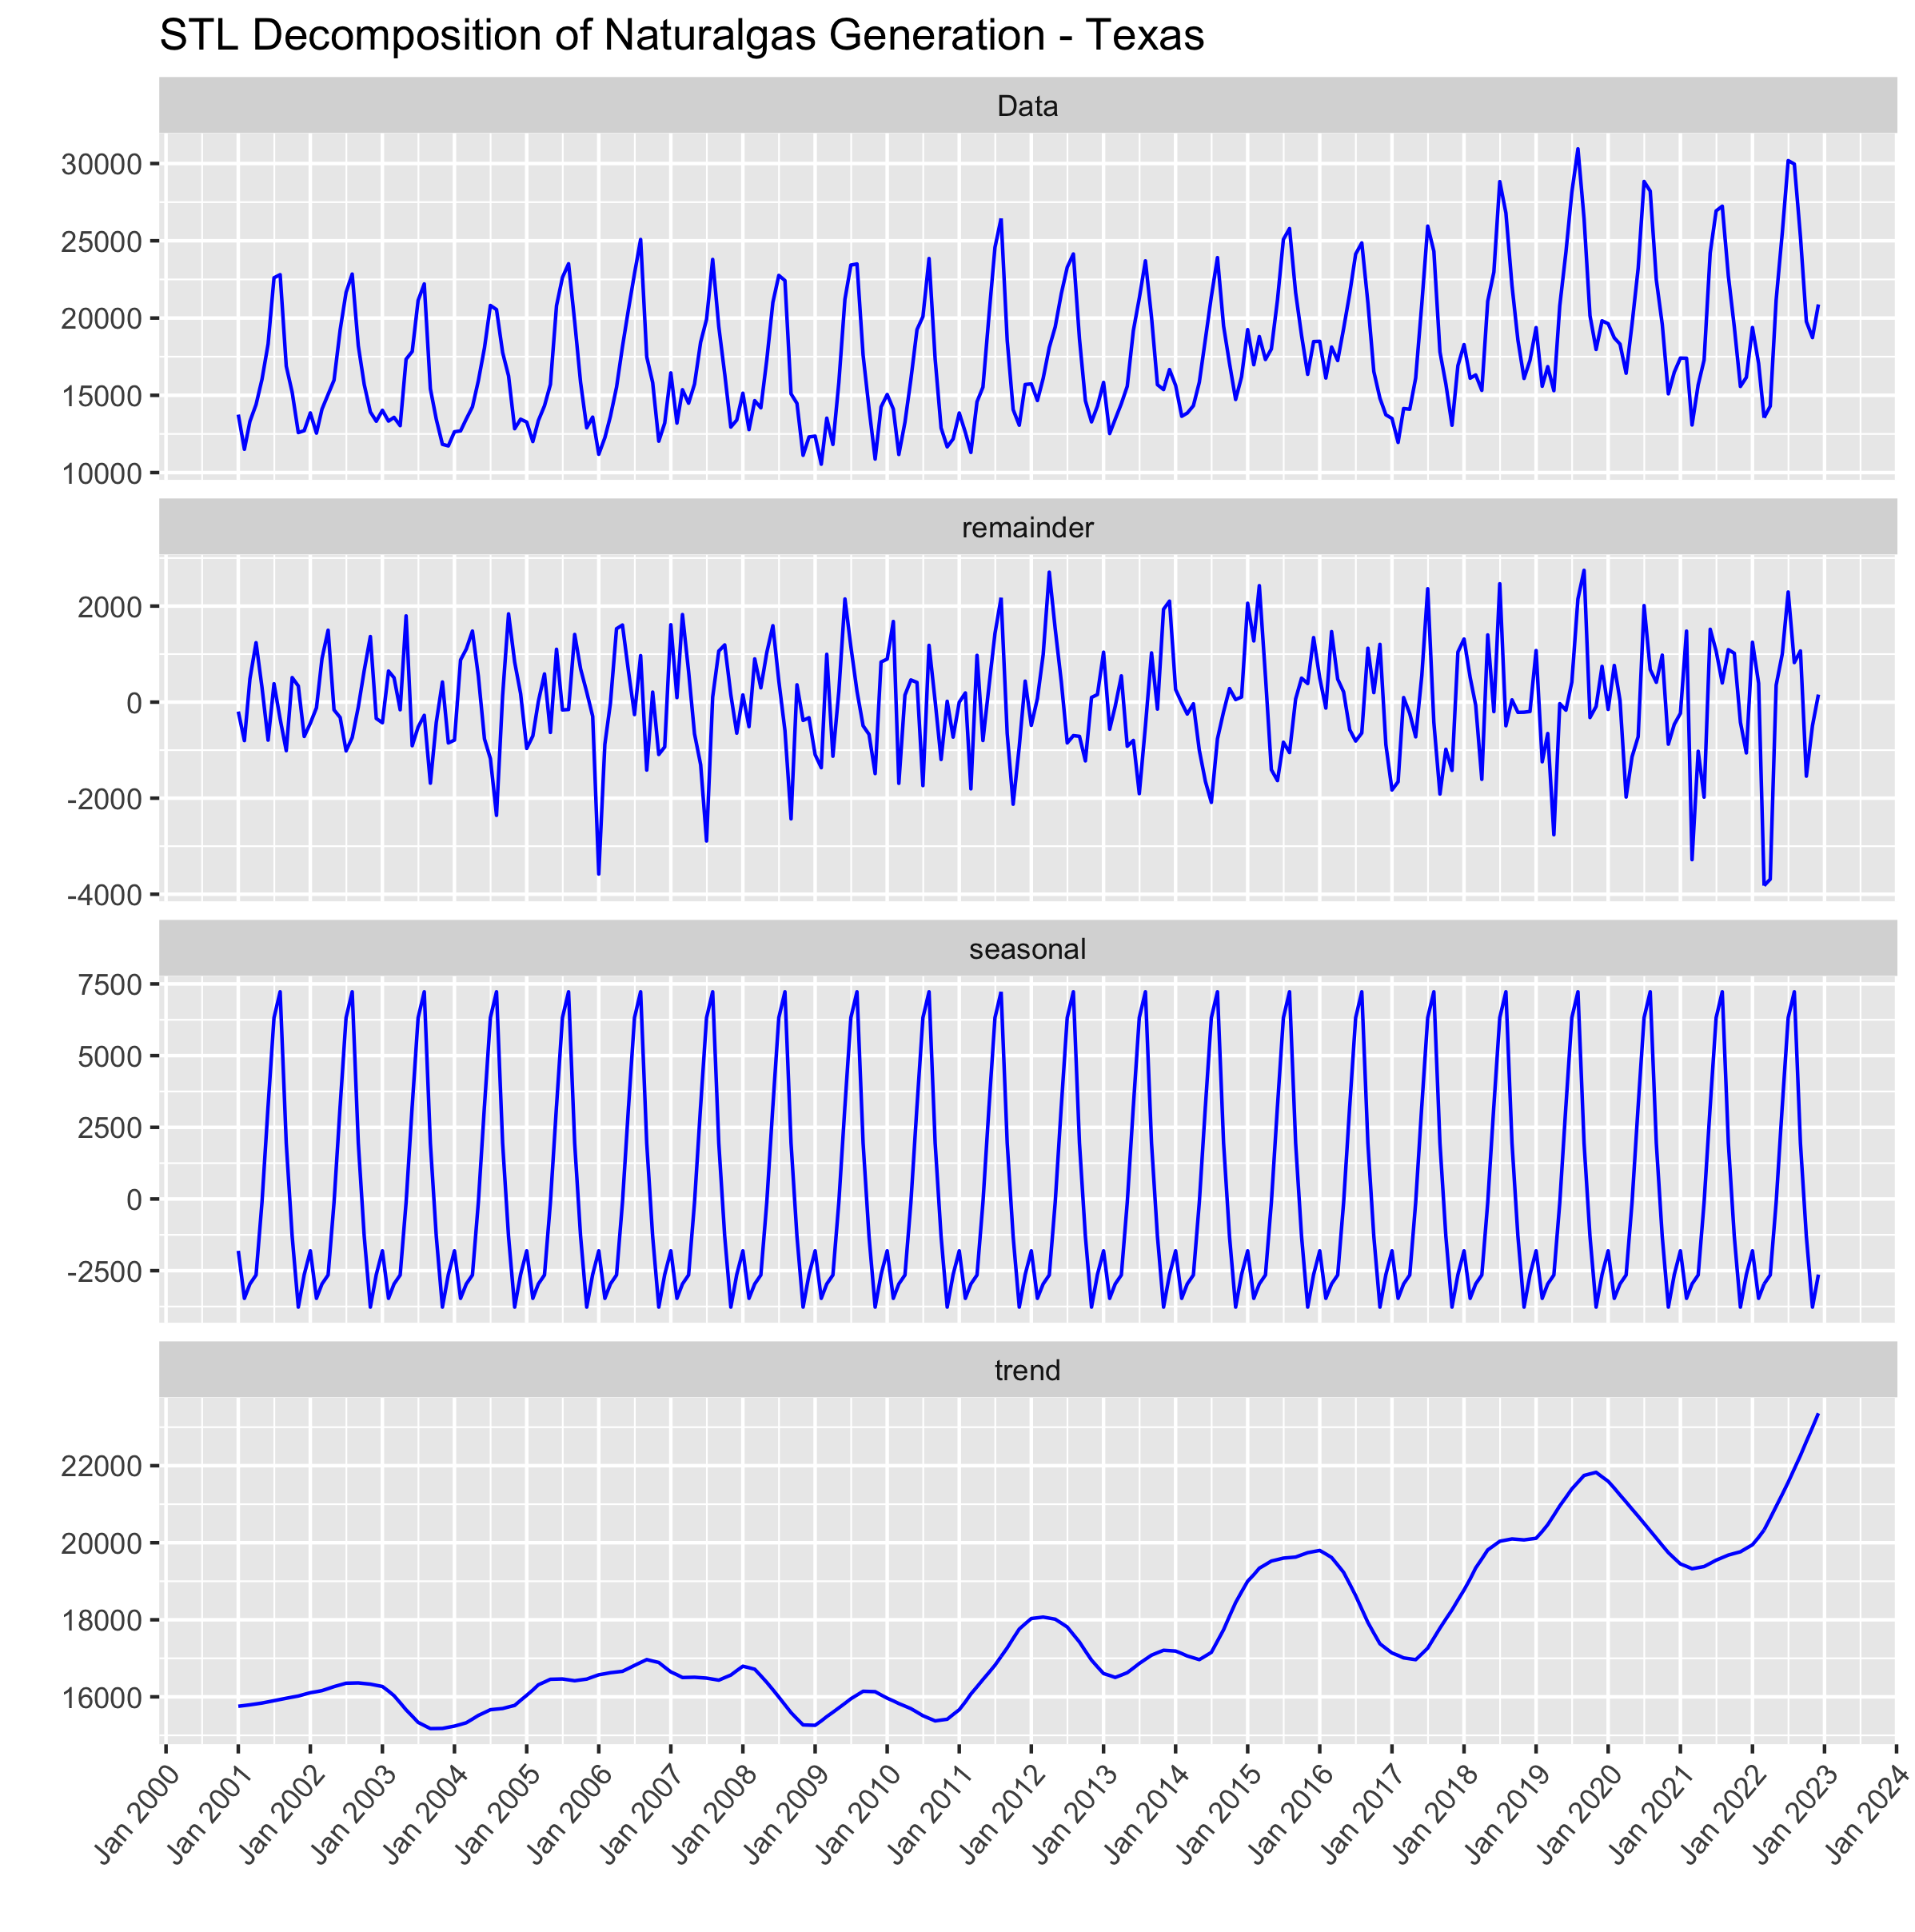 STL Decomposition of Naturalgas Generation - Texas
Data
30000
25000
20000
15000
10000
remainder
2000
0
-2000
-4000
seasonal
7500
5000
2500
0
-2500
trend
22000
20000
18000
16000
Jan 2000
Jan 2001
Jan 2002
Jan 2003
Jan 2004
Jan 2005
Jan 2006
Jan 2007
Jan 2008
Jan 2009
Jan 2010
Jan 2011
Jan 2012
Jan 2013
Jan 2014
Jan 2015
Jan 2016
Jan 2017
Jan 2018
Jan 2019
Jan 2020
Jan 2021
Jan 2022
Jan 2023
Jan 2024